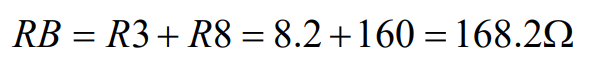 RB = R3 + R8 = 8.2 + 160 = 168.2Ω